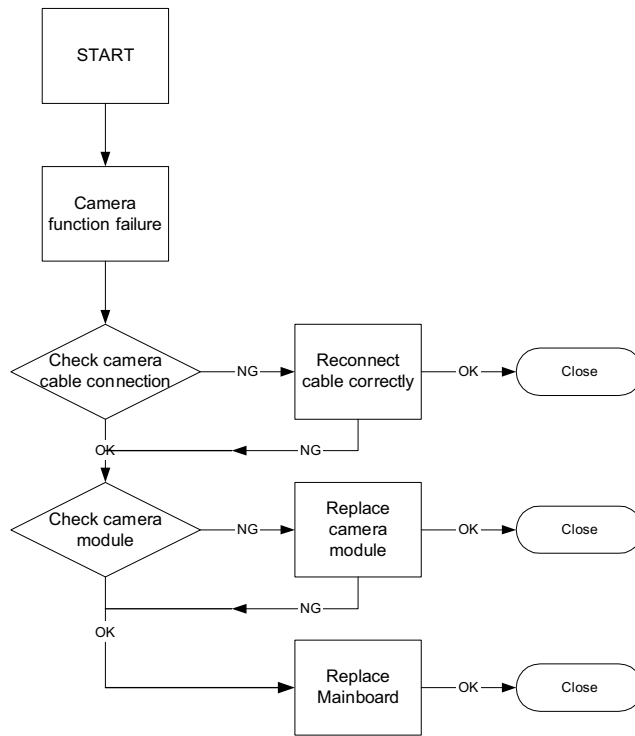 START
Camera
function failure
Check camera
cable connection
NG
Reconnect
cable correctly
OK
Close
OK
NG
Check camera
module
NG
Replace
camera
module
OK
Close
NG
OK
Replace
Mainboard
OK
Close